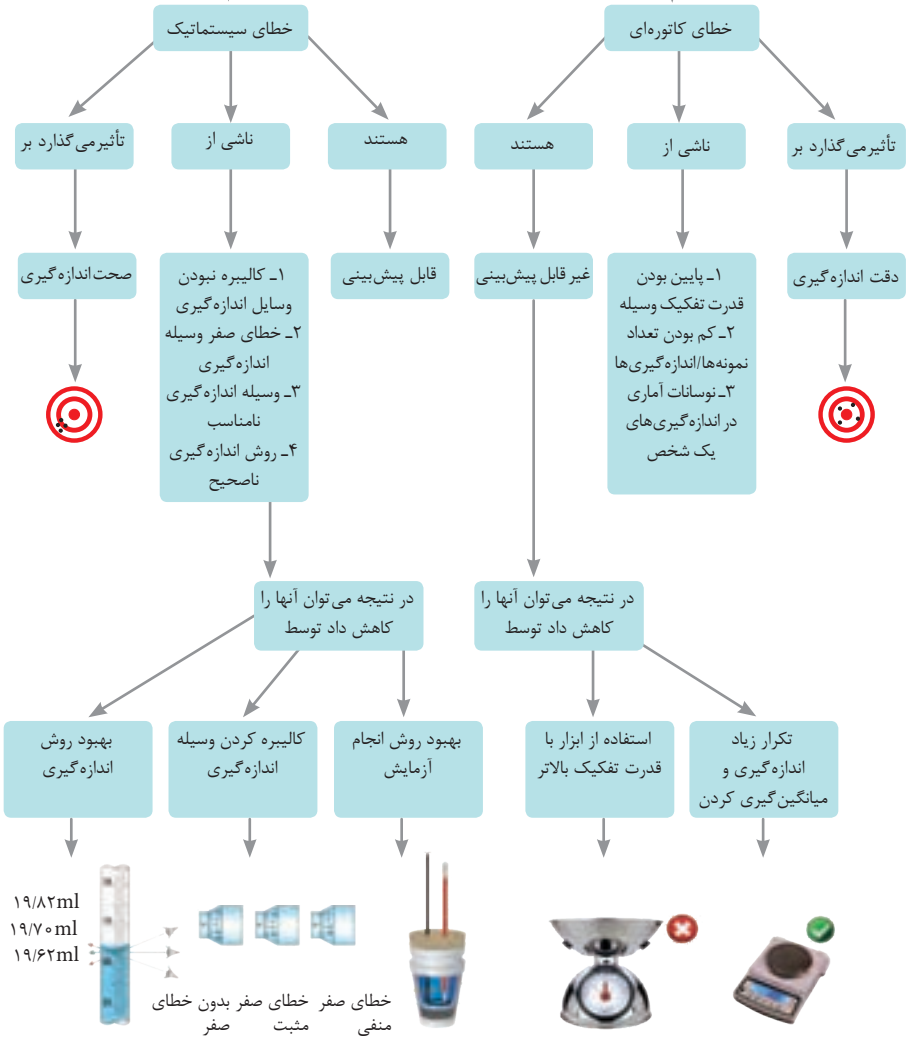 خطای کاتوره‌ای
هستند
ناشی از
تأثیرمی‌گذارد بر
غیر قابل پیش‌بینی
۱ـ پایین بودن
قدرت تفکیک وسیله
۲ـ کم بودن تعداد
نمونه‌ها/اندازه‌گیری‌ها
۳ـ نوسانات آماری
در اندازه‌گیری‌های
یک شخص
دقت اندازه‌گیری
در نتیجه می‌توان آنها را
کاهش داد توسط
تکرار زیاد
اندازه‌گیری و
میانگین‌گیری کردن
استفاده از ابزار با
قدرت تفکیک بالاتر
خطای سیستماتیک
هستند
ناشی از
تأثیرمی‌گذارد بر
قابل پیش‌بینی
۱ـ کالیبره نبودن
وسایل اندازه‌گیری
۲ـ خطای صفر وسیله
اندازه‌گیری
۳ـ وسیله اندازه‌گیری
نامناسب
۴ـ روش اندازه‌گیری
ناصحیح
صحت‌اندازه‌گیری
در نتیجه می‌توان آنها را
کاهش داد توسط
بهبود روش انجام
آزمایش
کالیبره کردن وسیله
اندازه‌گیری
بهبود روش
اندازه‌گیری
خطای صفر
منفی
خطای صفر
مثبت
بدون خطای
صفر
۱۹/۸۲ml
۱۹/۷۰ml
۱۹/۶۲ml